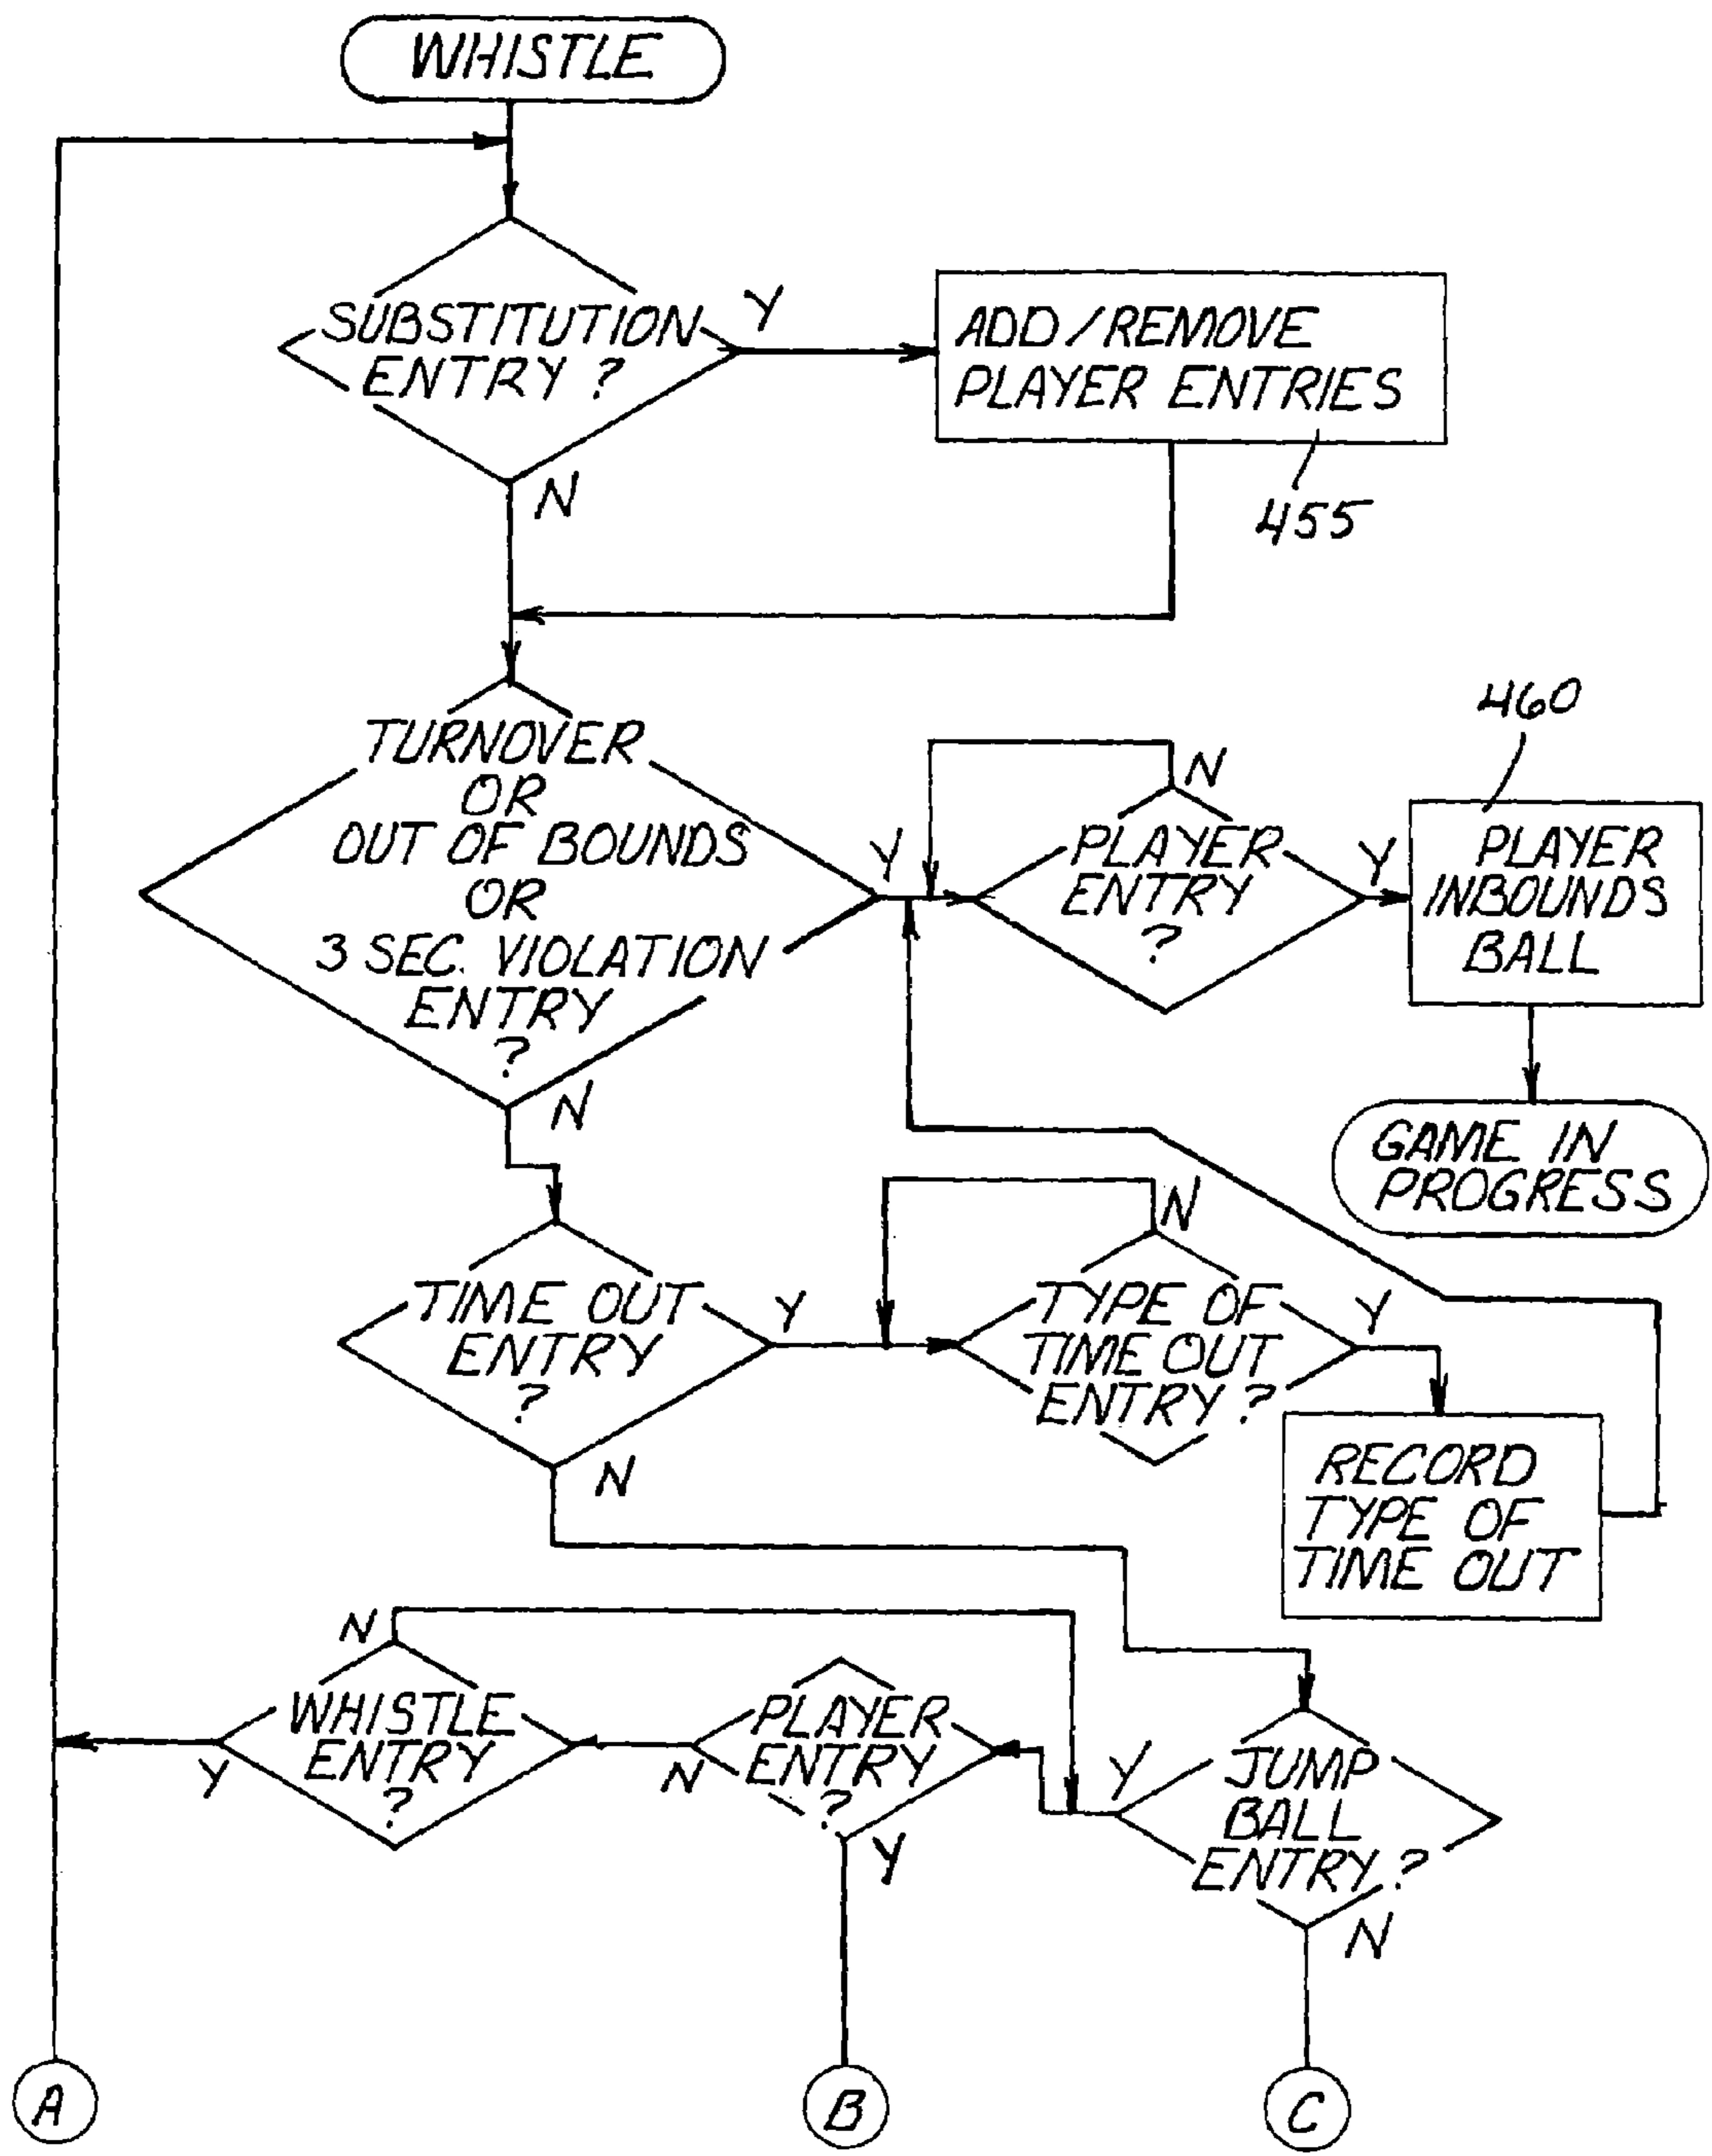 WHISTLE
SUBSTITUTION
ENTRY ?
Y
N
ADD/REMOVE
PLAYER ENTRIES
455
TURNOVER
OR
OUT OF BOUNDS
OR
3 SEC. VIOLATION
ENTRY
?
Y
N
PLAYER
ENTRY
?
N
Y
460
PLAYER
INBOUNDS
BALL
GAME IN
PROGRESS
TIME OUT
ENTRY
?
Y
N
TYPE OF
TIME OUT
ENTRY ?
N
Y
RECORD
TYPE OF
TIME OUT
N
WHISTLE
ENTRY
?
Y
PLAYER
ENTRY
?
N
Y
JUMP
BALL
ENTRY ?
Y
N
A
B
C